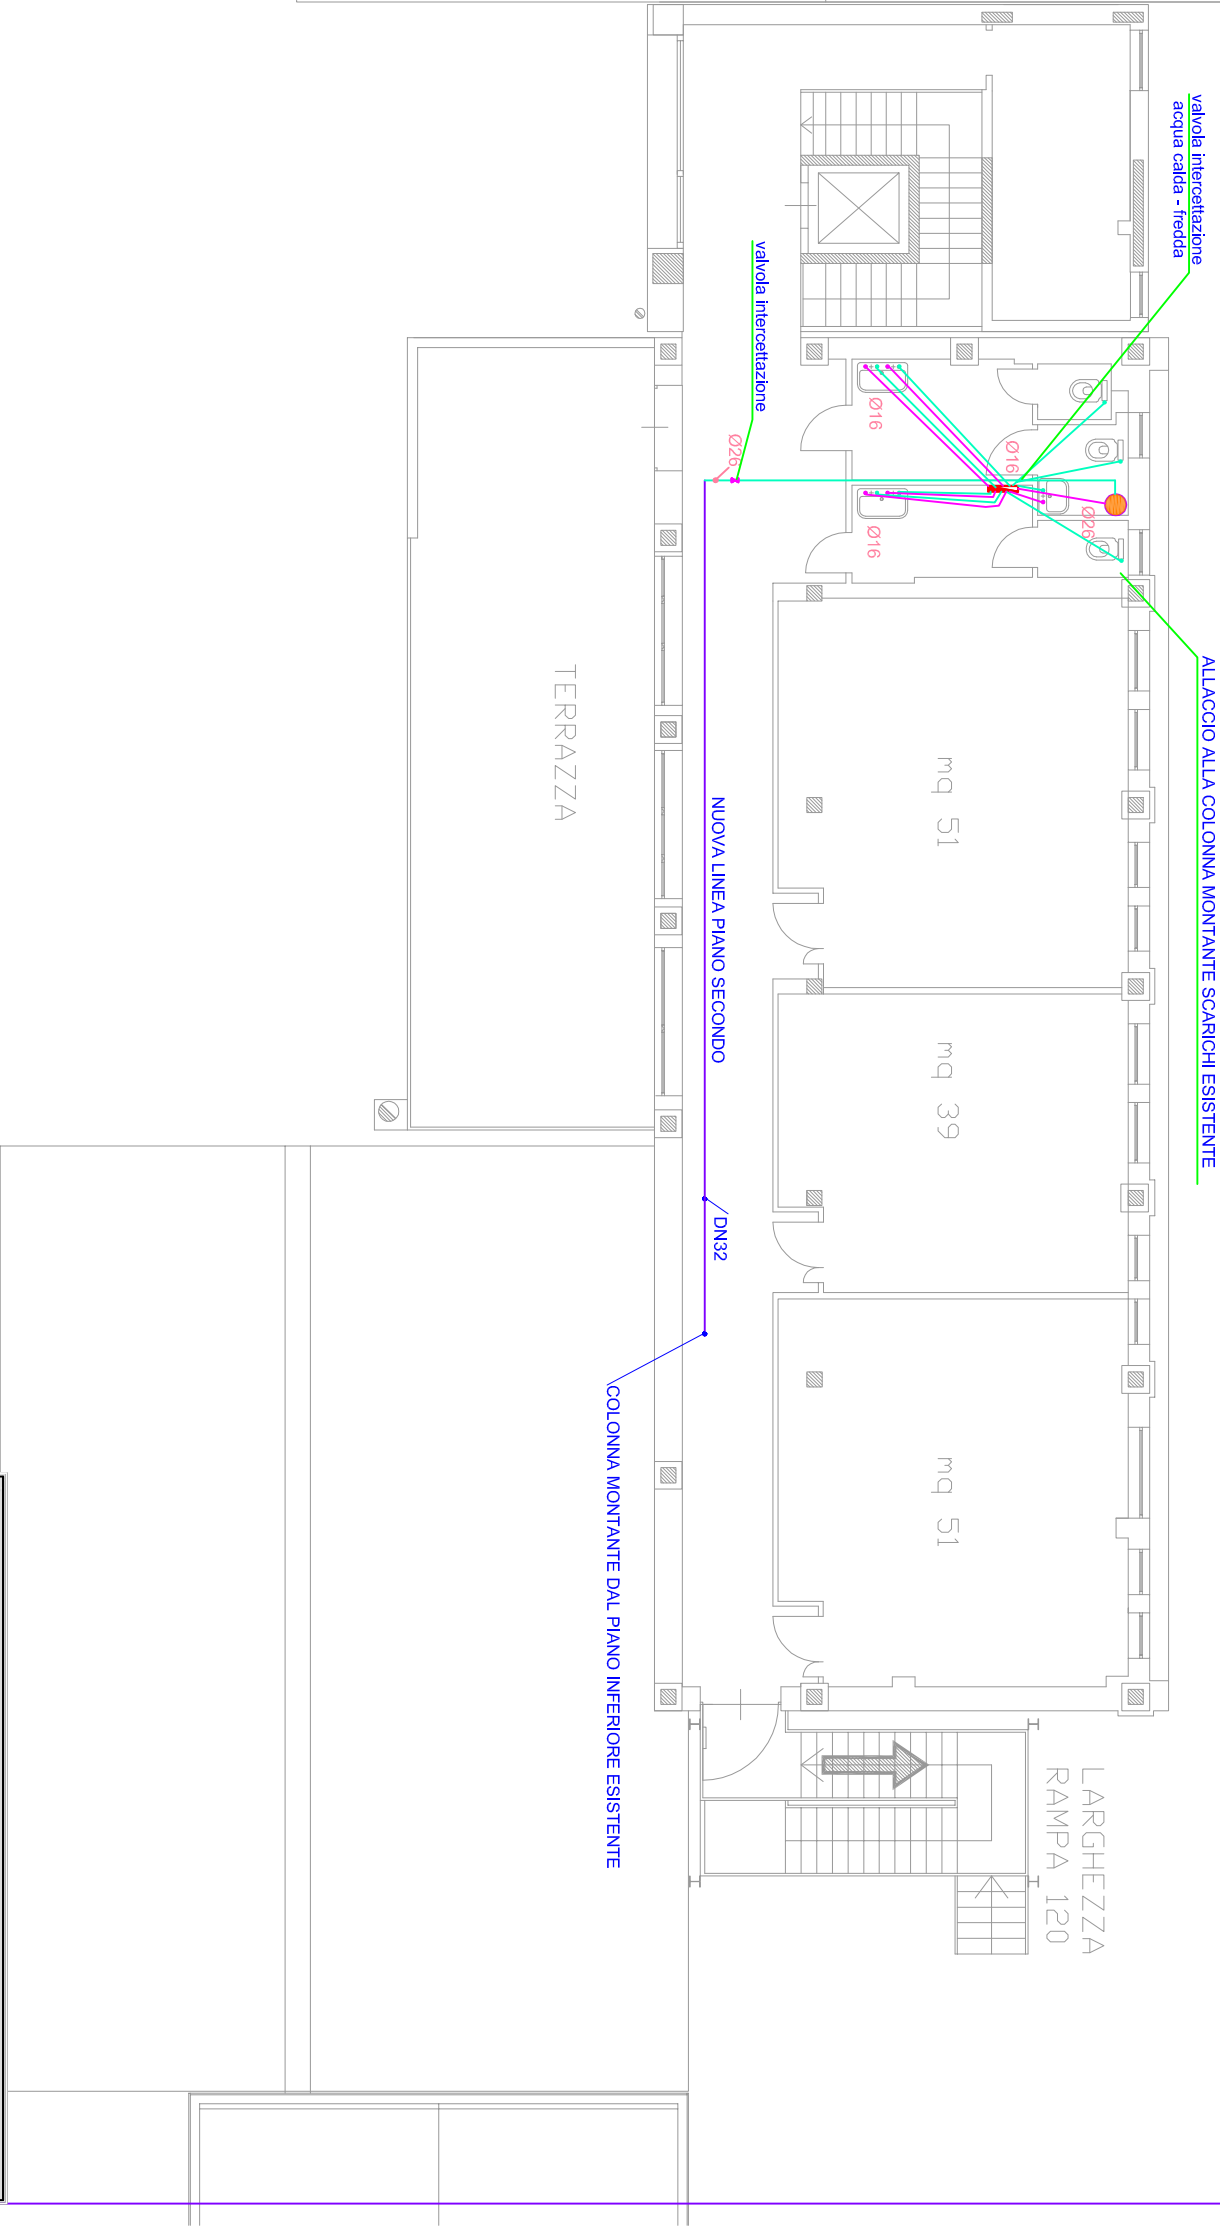 valvola intercettazione
acqua calda - fredda
valvola intercettazione
Ø26
Ø16
Ø16
Ø16
Ø26
ALLACCIO ALLA COLONNA MONTANTE SCARICHI ESISTENTE
TERRAZZA
mq 51
NUOVA LINEA PIANO SECONDO
mq 39
DN32
COLONNA MONTANTE DAL PIANO INFERIORE ESISTENTE
mq 51
LARGHEZZA
RAMPA 120